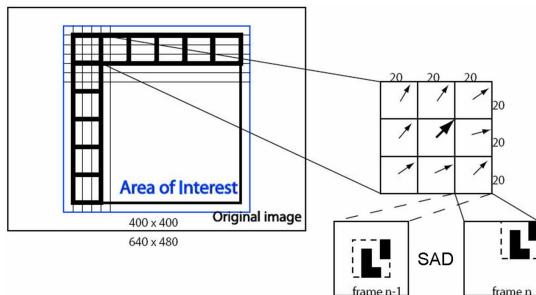 20 20 20
20
20
20
Area of Interest
Original image
400 x 400
640 x 480
SAD
frame n-1
frame n